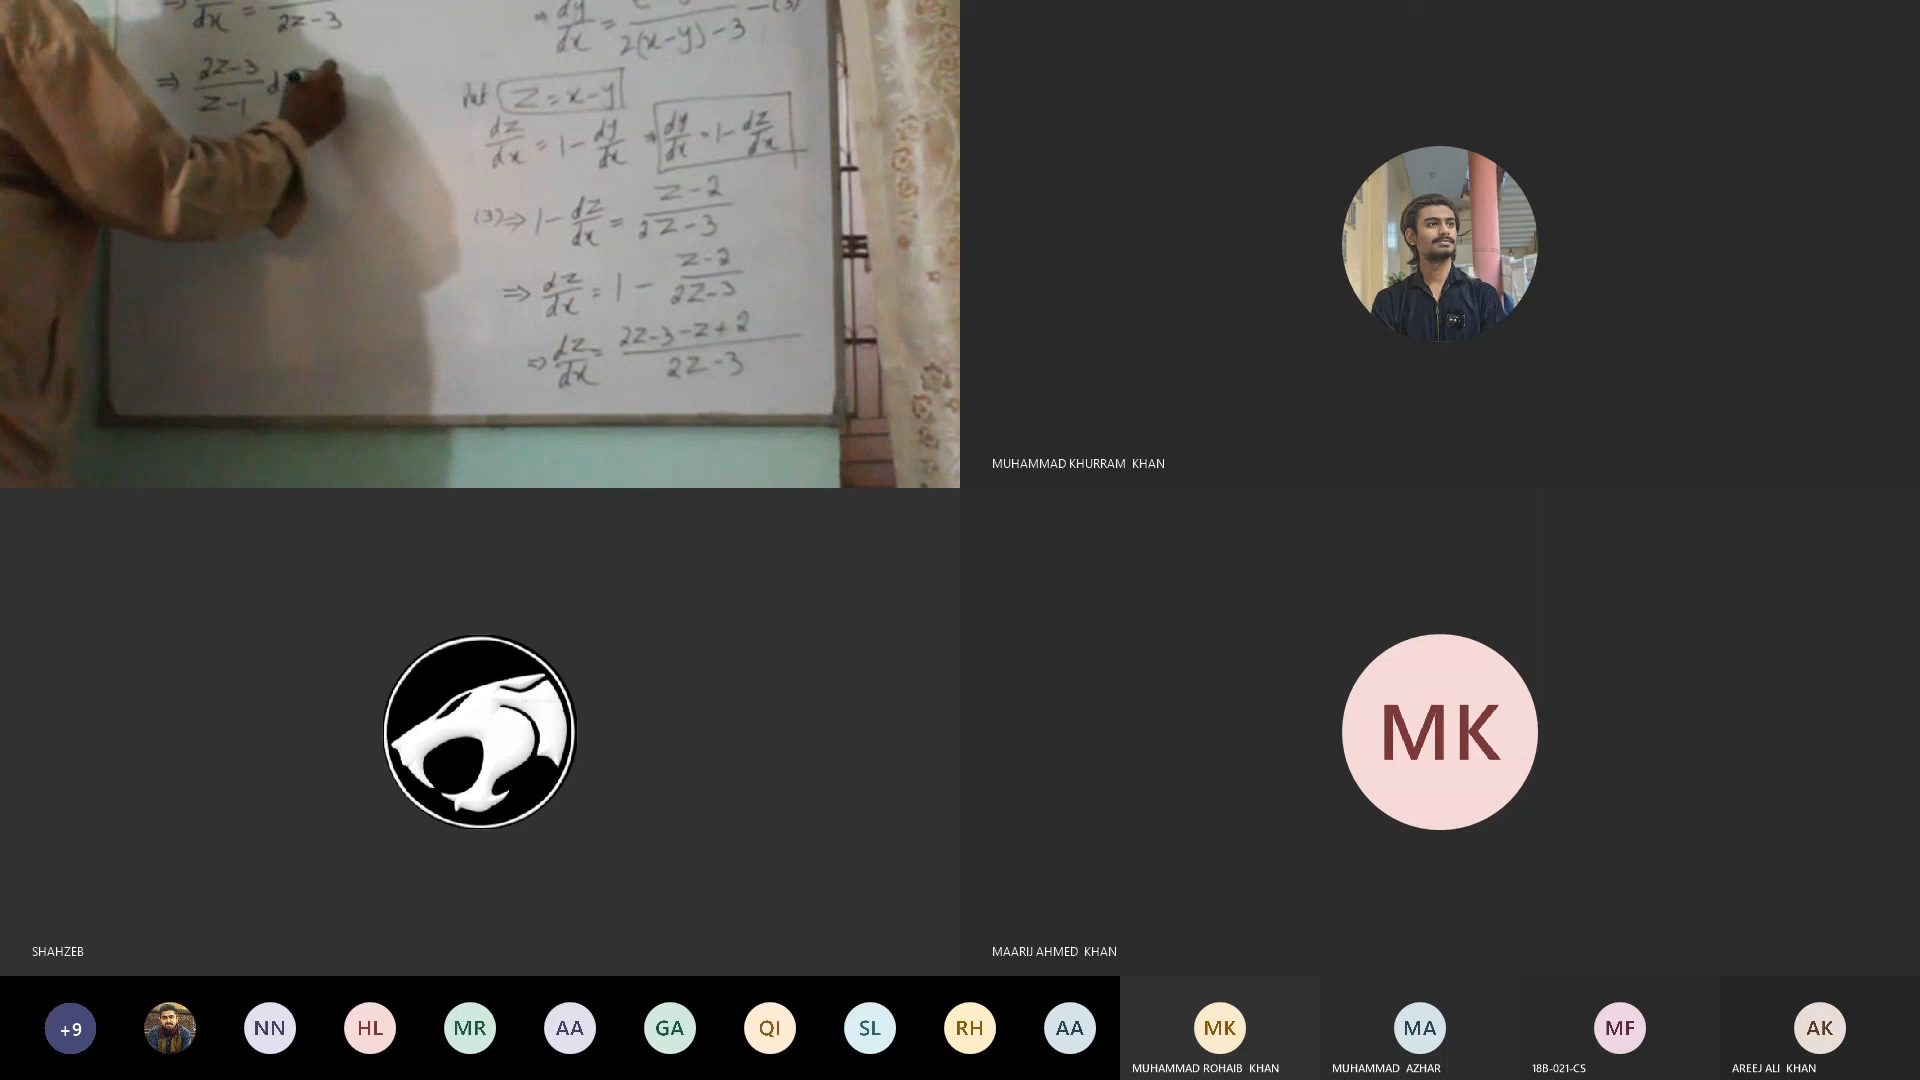 ⇒ dz/dx = /2z-3
⇒ 2z-3/z-1 d
⇒ dy/dx = /2(x-y)-3 —(3)
Put z = x-y
dz/dx = 1 - dy/dx ⇒ dy/dx = 1 - dz/dx
(3)⇒ 1 - dz/dx = z-2/2z-3
⇒ dz/dx = 1 - z-2/2z-3
⇒ dz/dx = 2z-3-z+2/2z-3
MUHAMMAD KHURRAM KHAN
MK
SHAHZEB
MAARIJ AHMED KHAN
+9
NN
HL
MR
AA
GA
QI
SL
RH
AA
MK
MA
MF
AK
MUHAMMAD ROHAIB KHAN
MUHAMMAD AZHAR
18B-021-CS
AREEJ ALI KHAN